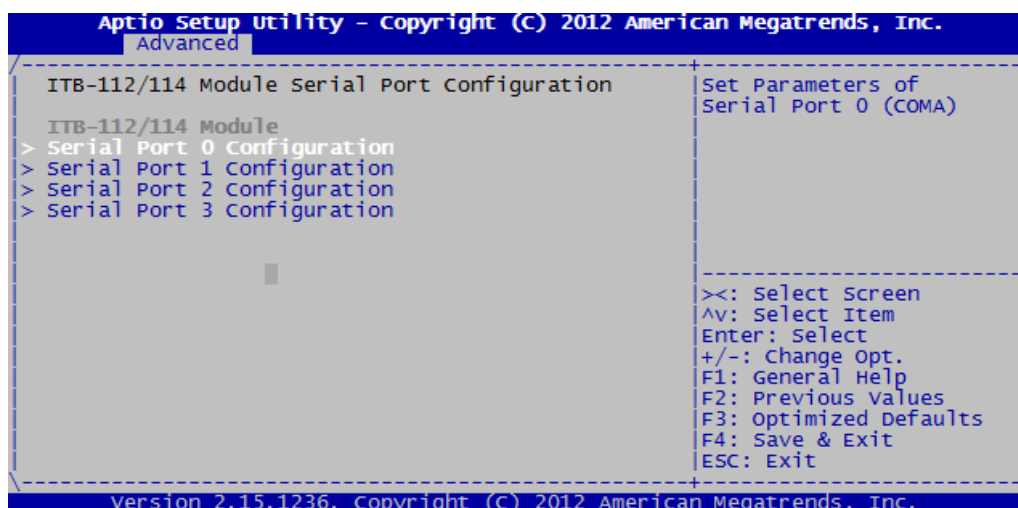 Aptio Setup Utility – Copyright (C) 2012 American Megatrends, Inc.
Advanced
/----------------------------------------------------+-------------------------
ITB-112/114 Module Serial Port Configuration
ITB-112/114 Module
> Serial Port 0 Configuration
> Serial Port 1 Configuration
> Serial Port 2 Configuration
> Serial Port 3 Configuration
Set Parameters of
Serial Port 0 (COMA)
><: Select Screen
^v: Select Item
Enter: Select
+/-: Change Opt.
F1: General Help
F2: Previous Values
F3: Optimized Defaults
F4: Save & Exit
ESC: Exit
Version 2.15.1236. Copyright (C) 2012 American Megatrends, Inc.